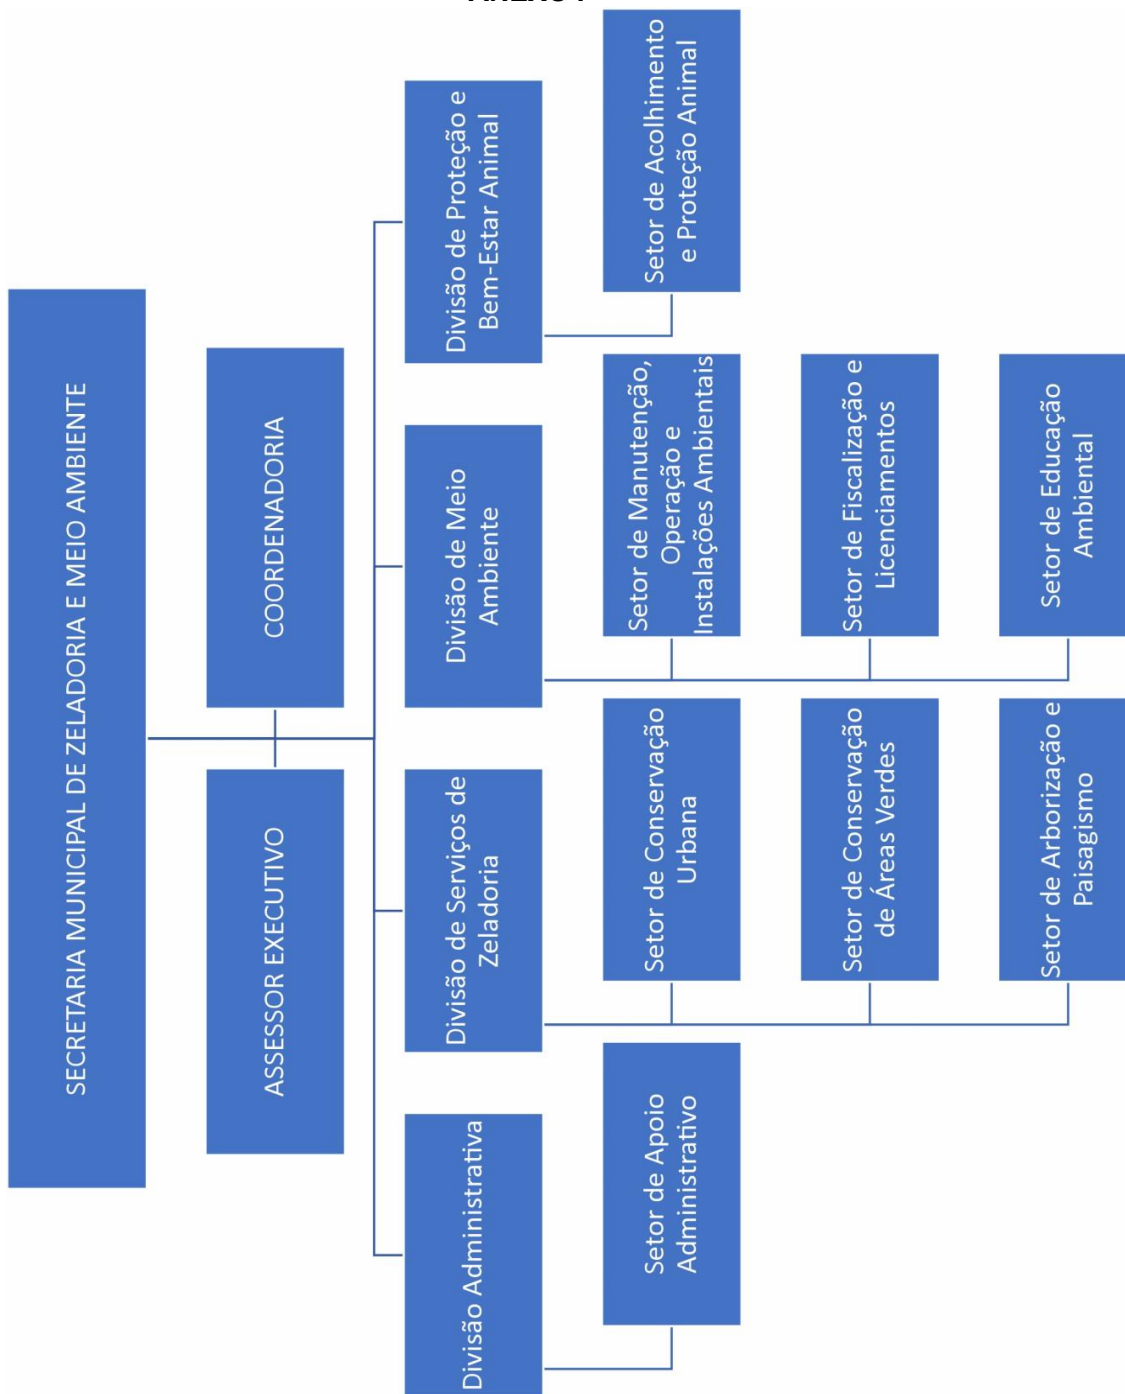 SECRETARIA MUNICIPAL DE ZELADORIA E MEIO AMBIENTE
ASSESSOR EXECUTIVO
COORDENADORIA
Divisão Administrativa
Setor de Apoio
Administrativo
Divisão de Serviços de
Zeladoria
Setor de Conservação
Urbana
Setor de Conservação
de Áreas Verdes
Setor de Arborização e
Paisagismo
Divisão de Meio
Ambiente
Setor de Manutenção,
Operação e
Instalações Ambientais
Setor de Fiscalização e
Licenciamentos
Setor de Educação
Ambiental
Divisão de Proteção e
Bem-Estar Animal
Setor de Acolhimento
e Proteção Animal